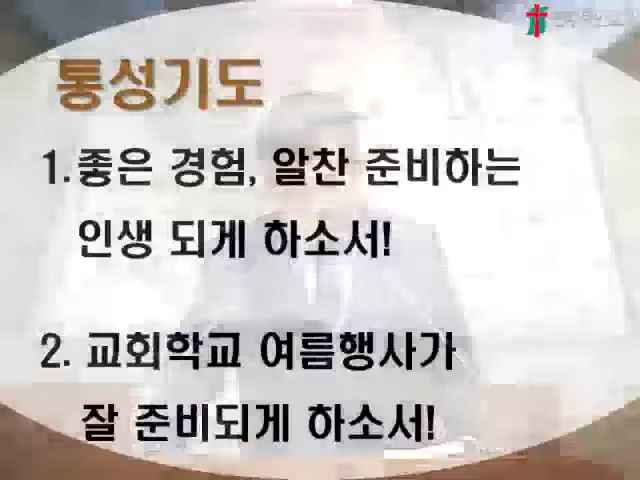 통성기도
1.좋은 경험, 알찬 준비하는
인생 되게 하소서!
2. 교회학교 여름행사가
잘 준비되게 하소서!